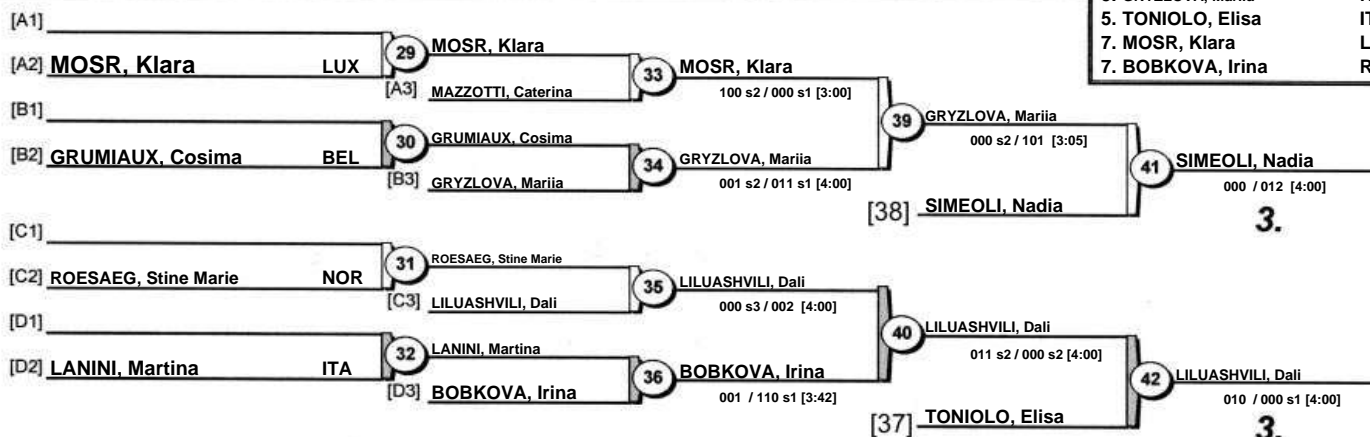 5. TONIOLO, Elisa
7. MOSR, Klara L
7. BOBKOVA, Irina R
[A1]
[A2] MOSR, Klara LUX
29 MOSR, Klara
[A3] MAZZOTTI, Caterina
33 MOSR, Klara
100 s2 / 000 s1 [3:00]
[B1]
[B2] GRUMIAUX, Cosima BEL
30 GRUMIAUX, Cosima
[B3] GRYZLOVA, Mariia
34 GRYZLOVA, Mariia
001 s2 / 011 s1 [4:00]
39 GRYZLOVA, Mariia
000 s2 / 101 [3:05]
[38] SIMEOLI, Nadia
41 SIMEOLI, Nadia
000 / 012 [4:00]
3.
[C1]
[C2] ROESAEG, Stine Marie NOR
31 ROESAEG, Stine Marie
[C3] LILUASHVILI, Dali
35 LILUASHVILI, Dali
000 s3 / 002 [4:00]
[D1]
[D2] LANINI, Martina ITA
32 LANINI, Martina
[D3] BOBKOVA, Irina
36 BOBKOVA, Irina
001 / 110 s1 [3:42]
40 LILUASHVILI, Dali
011 s2 / 000 s2 [4:00]
[37] TONIOLO, Elisa
42 LILUASHVILI, Dali
010 / 000 s1 [4:00]
3.